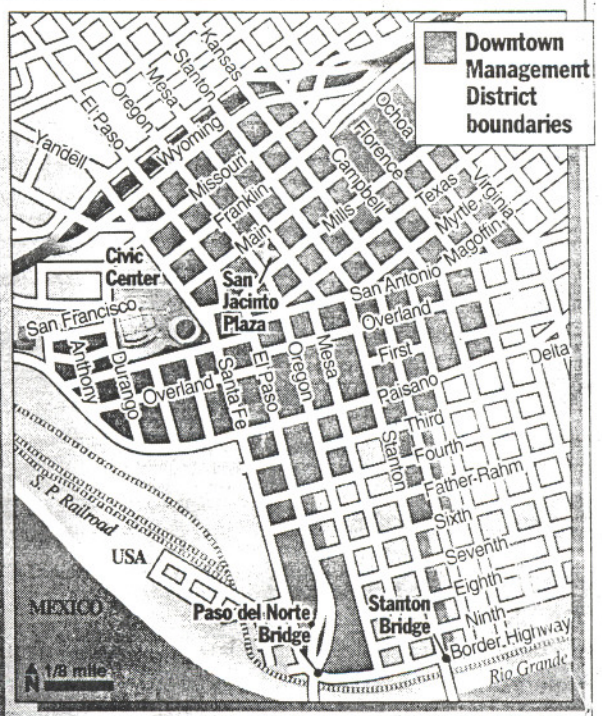 Downtown
Management
District
boundaries
Kansas
Stanton
Mesa
Oregon
El Paso
Yandell
Wyoming
Missouri
Franklin
Main
Mills
Campbell
Florence
Ochoa
Texas
Virginia
Myrtle
Magoffin
Civic
Center
San
Jacinto
Plaza
San Antonio
Overland
San Francisco
Anthony
Durango
Overland
Santa Fe
El Paso
Oregon
Mesa
First
Paisano
Delta
Stanton
Third
Fourth
Father-Rahm
Sixth
Seventh
Eighth
Ninth
S. P. Railroad
USA
MEXICO
Paso del Norte
Bridge
Stanton
Bridge
Border Highway
Rio Grande
N
1/8 mile